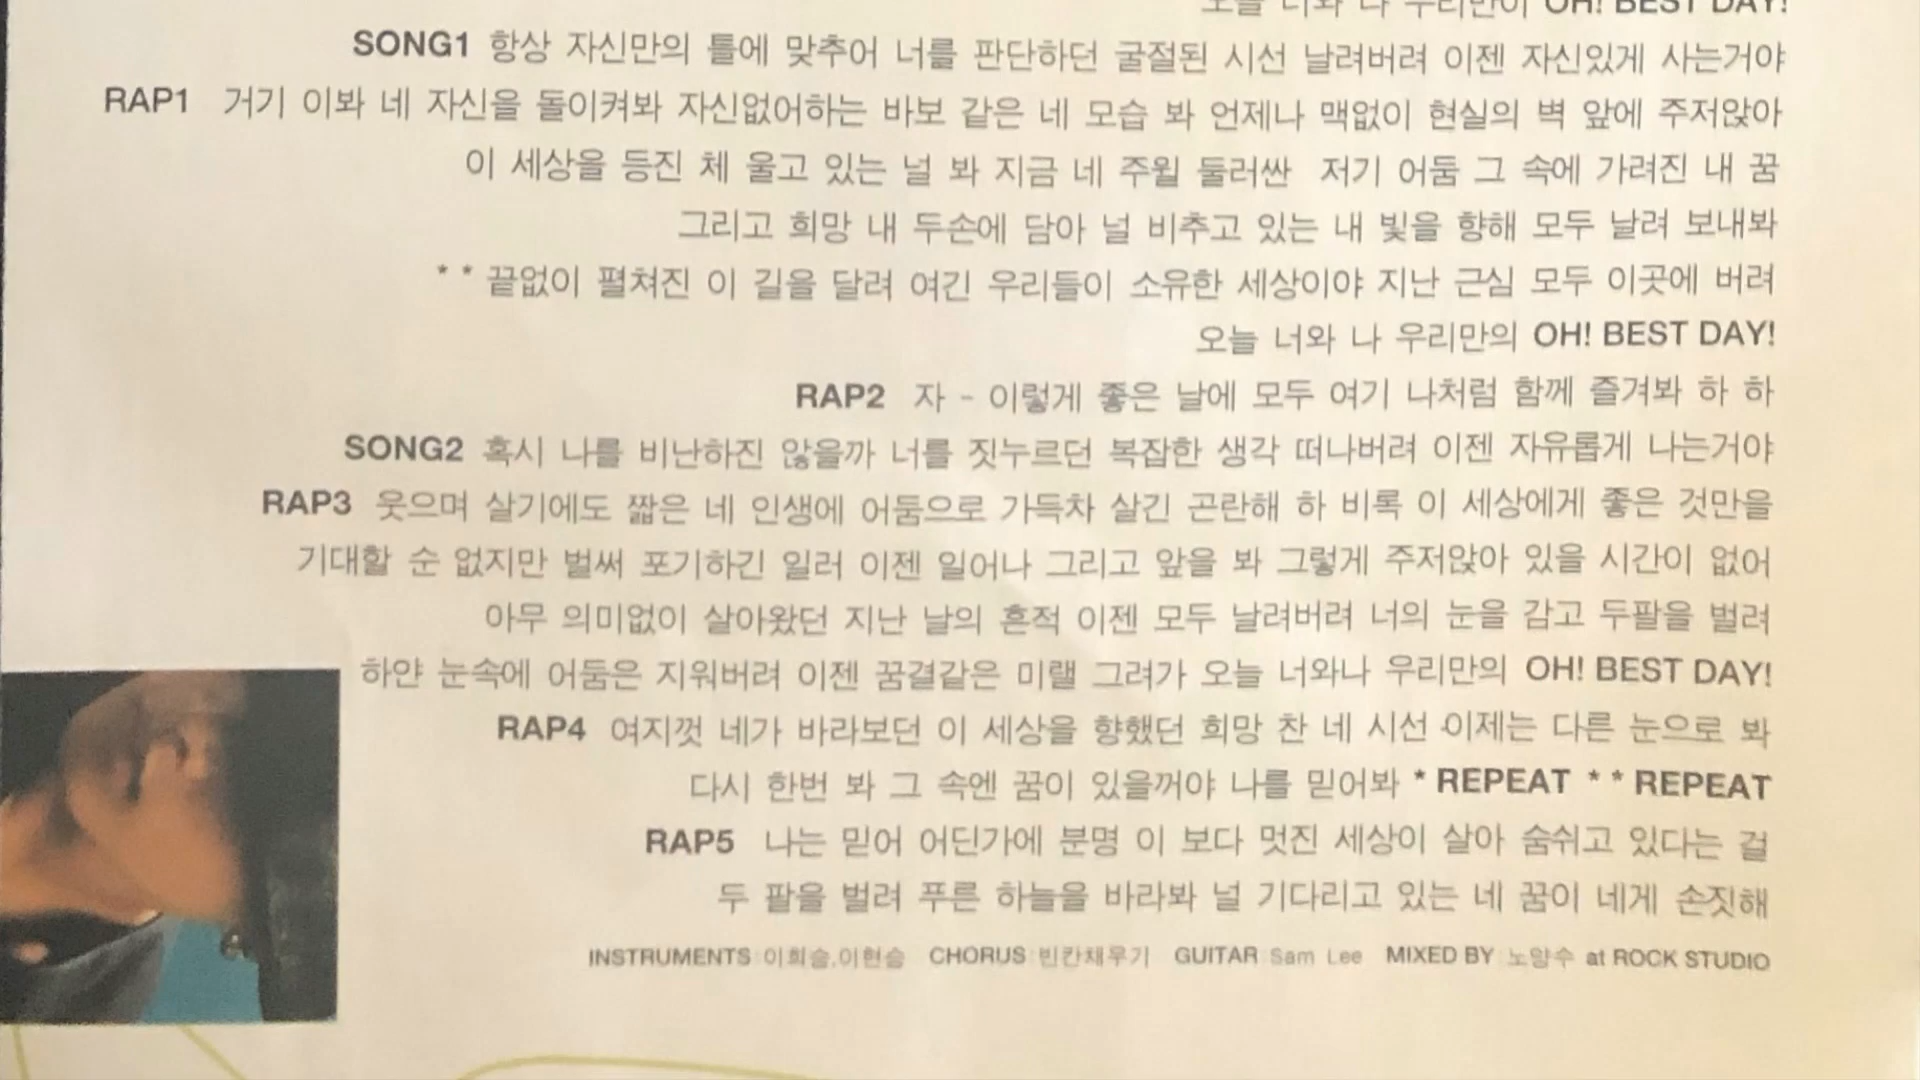 오늘 너와 나 우리만이 OH! BEST DAY!
SONG1 항상 자신만의 틀에 맞추어 너를 판단하던 굴절된 시선 날려버려 이젠 자신있게 사는거야
RAP1 거기 이봐 네 자신을 돌이켜봐 자신없어하는 바보 같은 네 모습 봐 언제나 맥없이 현실의 벽 앞에 주저앉아
이 세상을 등진 체 울고 있는 널 봐 지금 네 주윌 둘러싼 저기 어둠 그 속에 가려진 내 꿈
그리고 희망 내 두손에 담아 널 비추고 있는 내 빛을 향해 모두 날려 보내봐
* * 끝없이 펼쳐진 이 길을 달려 여긴 우리들이 소유한 세상이야 지난 근심 모두 이곳에 버려
오늘 너와 나 우리만의 OH! BEST DAY!
RAP2 자 - 이렇게 좋은 날에 모두 여기 나처럼 함께 즐겨봐 하 하
SONG2 혹시 나를 비난하진 않을까 너를 짓누르던 복잡한 생각 떠나버려 이젠 자유롭게 나는거야
RAP3 웃으며 살기에도 짧은 네 인생에 어둠으로 가득차 살긴 곤란해 하 비록 이 세상에게 좋은 것만을
기대할 순 없지만 벌써 포기하긴 일러 이젠 일어나 그리고 앞을 봐 그렇게 주저앉아 있을 시간이 없어
아무 의미없이 살아왔던 지난 날의 흔적 이젠 모두 날려버려 너의 눈을 감고 두팔을 벌려
하얀 눈속에 어둠은 지워버려 이젠 꿈결같은 미랠 그려가 오늘 너와나 우리만의 OH! BEST DAY!
RAP4 여지껏 네가 바라보던 이 세상을 향했던 희망 찬 네 시선 이제는 다른 눈으로 봐
다시 한번 봐 그 속엔 꿈이 있을꺼야 나를 믿어봐 * REPEAT * * REPEAT
RAP5 나는 믿어 어딘가에 분명 이 보다 멋진 세상이 살아 숨쉬고 있다는 걸
두 팔을 벌려 푸른 하늘을 바라봐 널 기다리고 있는 네 꿈이 네게 손짓해
INSTRUMENTS 이희승,이현승 CHORUS 빈칸채우기 GUITAR Sam Lee MIXED BY 노양수 at ROCK STUDIO